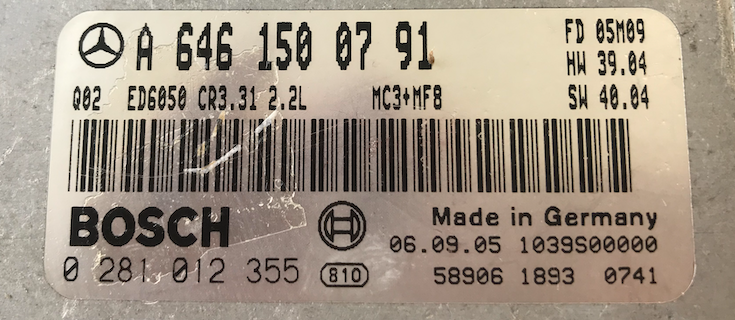 A 646 150 07 91 FD 05M09
HW 39.04
Q02 ED6050 CR3.31 2.2L MC3+MF8 SW 40.04
BOSCH Made in Germany
06.09.05 1039S00000
0 281 012 355 810 58906 1893 0741